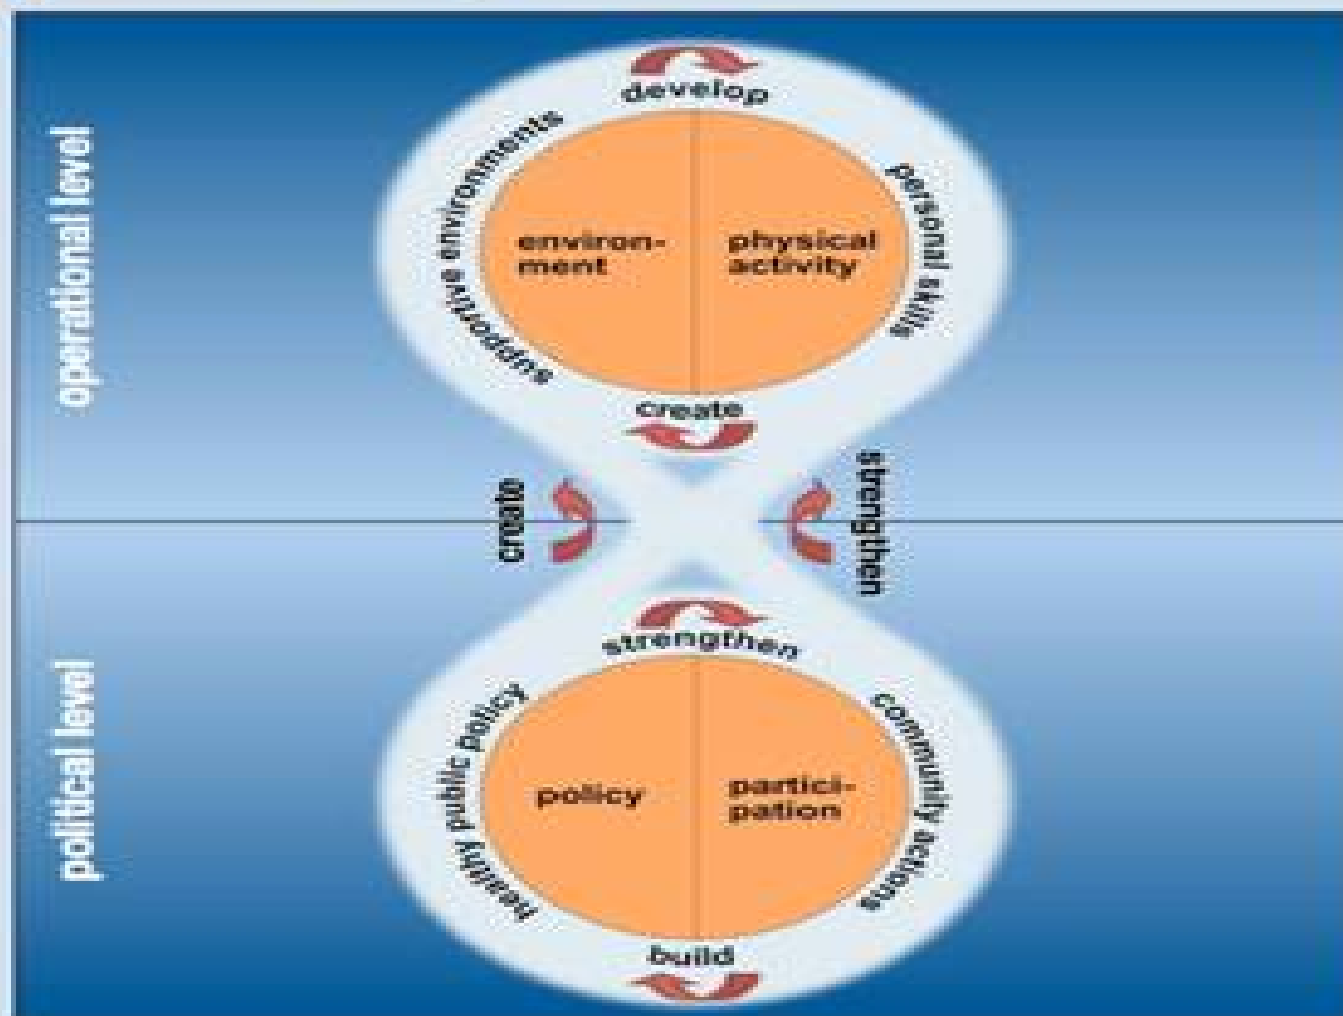 operational level
develop
supportive environments
environ-
ment
physical
activity
personal skills
create
create
strengthen
political level
strengthen
healthy public policy
policy
partici-
pation
community actions
build